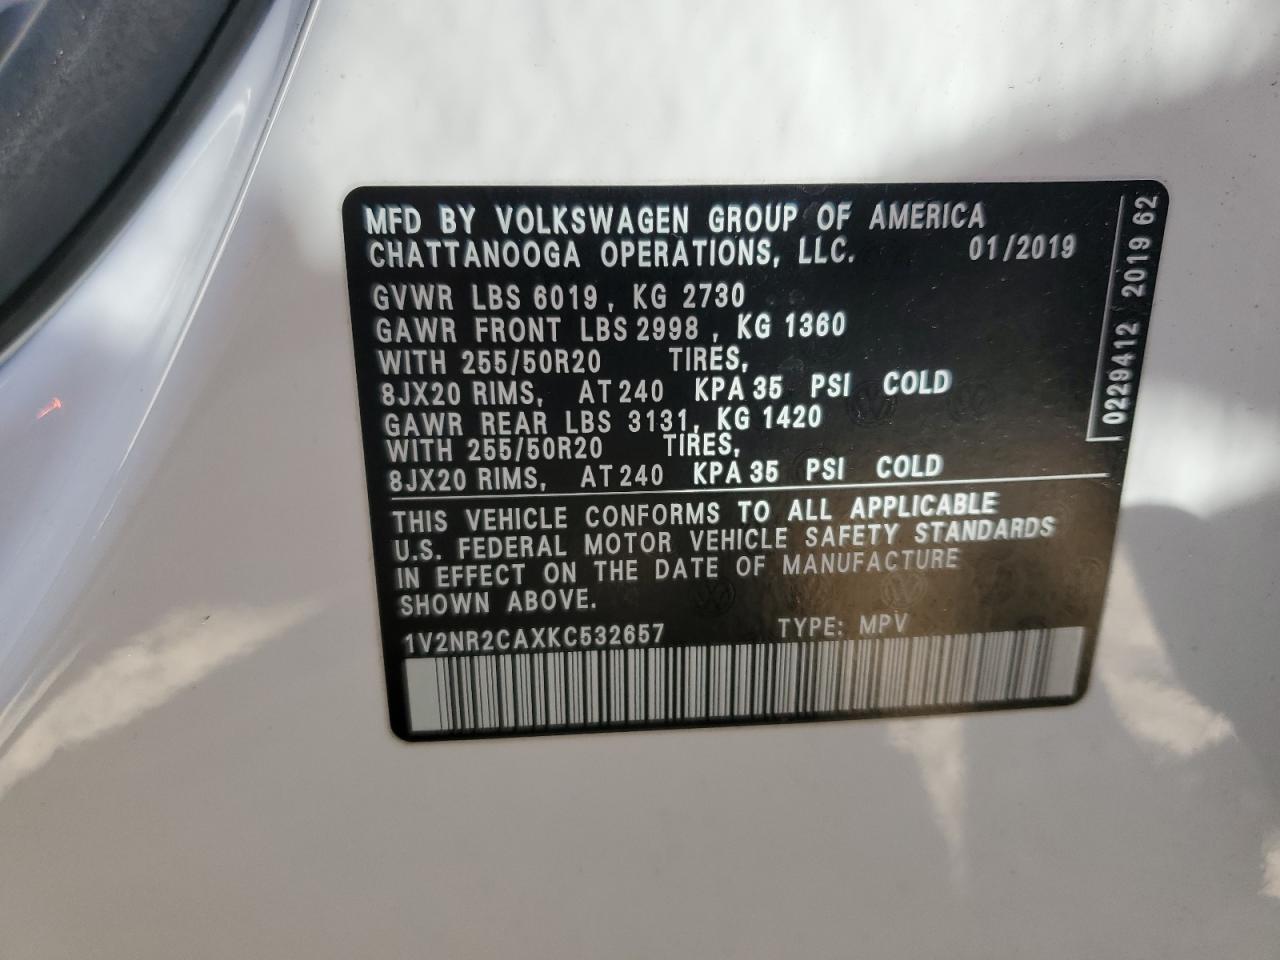 MFD BY VOLKSWAGEN GROUP OF AMERICA
CHATTANOOGA OPERATIONS, LLC. 01/2019
GVWR LBS 6019, KG 2730
GAWR FRONT LBS 2998, KG 1360
WITH 255/50R20 TIRES,
8JX20 RIMS, AT 240 KPA 35 PSI COLD
GAWR REAR LBS 3131, KG 1420
WITH 255/50R20 TIRES,
8JX20 RIMS, AT 240 KPA 35 PSI COLD
THIS VEHICLE CONFORMS TO ALL APPLICABLE
U.S. FEDERAL MOTOR VEHICLE SAFETY STANDARDS
IN EFFECT ON THE DATE OF MANUFACTURE
SHOWN ABOVE.
1V2NR2CAXKC532657 TYPE: MPV
0229412 2019 62